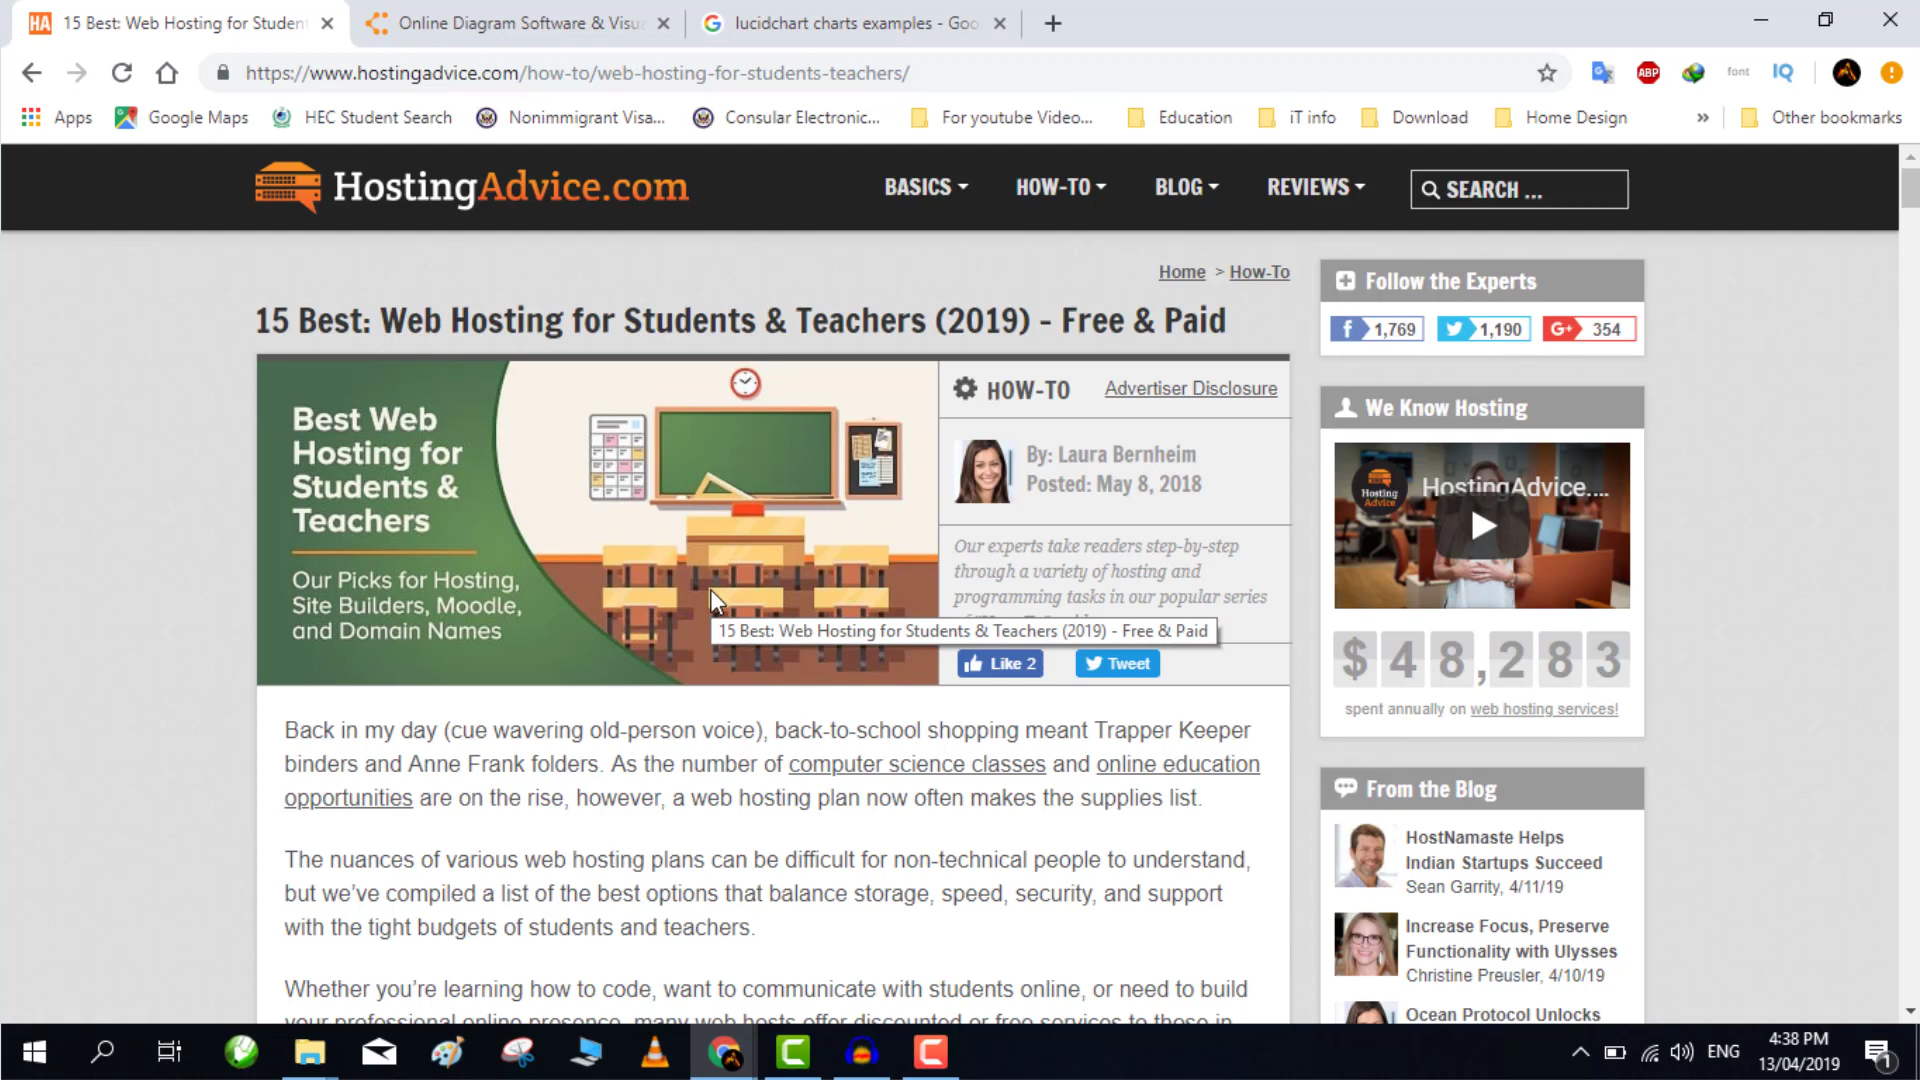 15 Best: Web Hosting for Student
Online Diagram Software & Visua
lucidchart charts examples - Goo
https://www.hostingadvice.com/how-to/web-hosting-for-students-teachers/
ABP
font
IQ
Apps
Google Maps
HEC Student Search
Nonimmigrant Visa...
Consular Electronic...
For youtube Video...
Education
iT info
Download
Home Design
»
Other bookmarks
HostingAdvice.com
BASICS
HOW-TO
BLOG
REVIEWS
SEARCH ...
Home > How-To
15 Best: Web Hosting for Students & Teachers (2019) - Free & Paid
Best Web
Hosting for
Students &
Teachers
Our Picks for Hosting,
Site Builders, Moodle,
and Domain Names
HOW-TO
Advertiser Disclosure
By: Laura Bernheim
Posted: May 8, 2018
Our experts take readers step-by-step
through a variety of hosting and
programming tasks in our popular series
15 Best: Web Hosting for Students & Teachers (2019) - Free & Paid
Like 2
Tweet
Back in my day (cue wavering old-person voice), back-to-school shopping meant Trapper Keeper
binders and Anne Frank folders. As the number of computer science classes and online education
opportunities are on the rise, however, a web hosting plan now often makes the supplies list.
The nuances of various web hosting plans can be difficult for non-technical people to understand,
but we've compiled a list of the best options that balance storage, speed, security, and support
with the tight budgets of students and teachers.
Whether you're learning how to code, want to communicate with students online, or need to build
your professional online presence, many web hosts offer discounted or free services to those in
Follow the Experts
1,769
1,190
G+ 354
We Know Hosting
Hosting
Advice
HostingAdvice....
$48,283
spent annually on web hosting services!
From the Blog
HostNamaste Helps
Indian Startups Succeed
Sean Garrity, 4/11/19
Increase Focus, Preserve
Functionality with Ulysses
Christine Preusler, 4/10/19
Ocean Protocol Unlocks
ENG
4:38 PM
13/04/2019
1